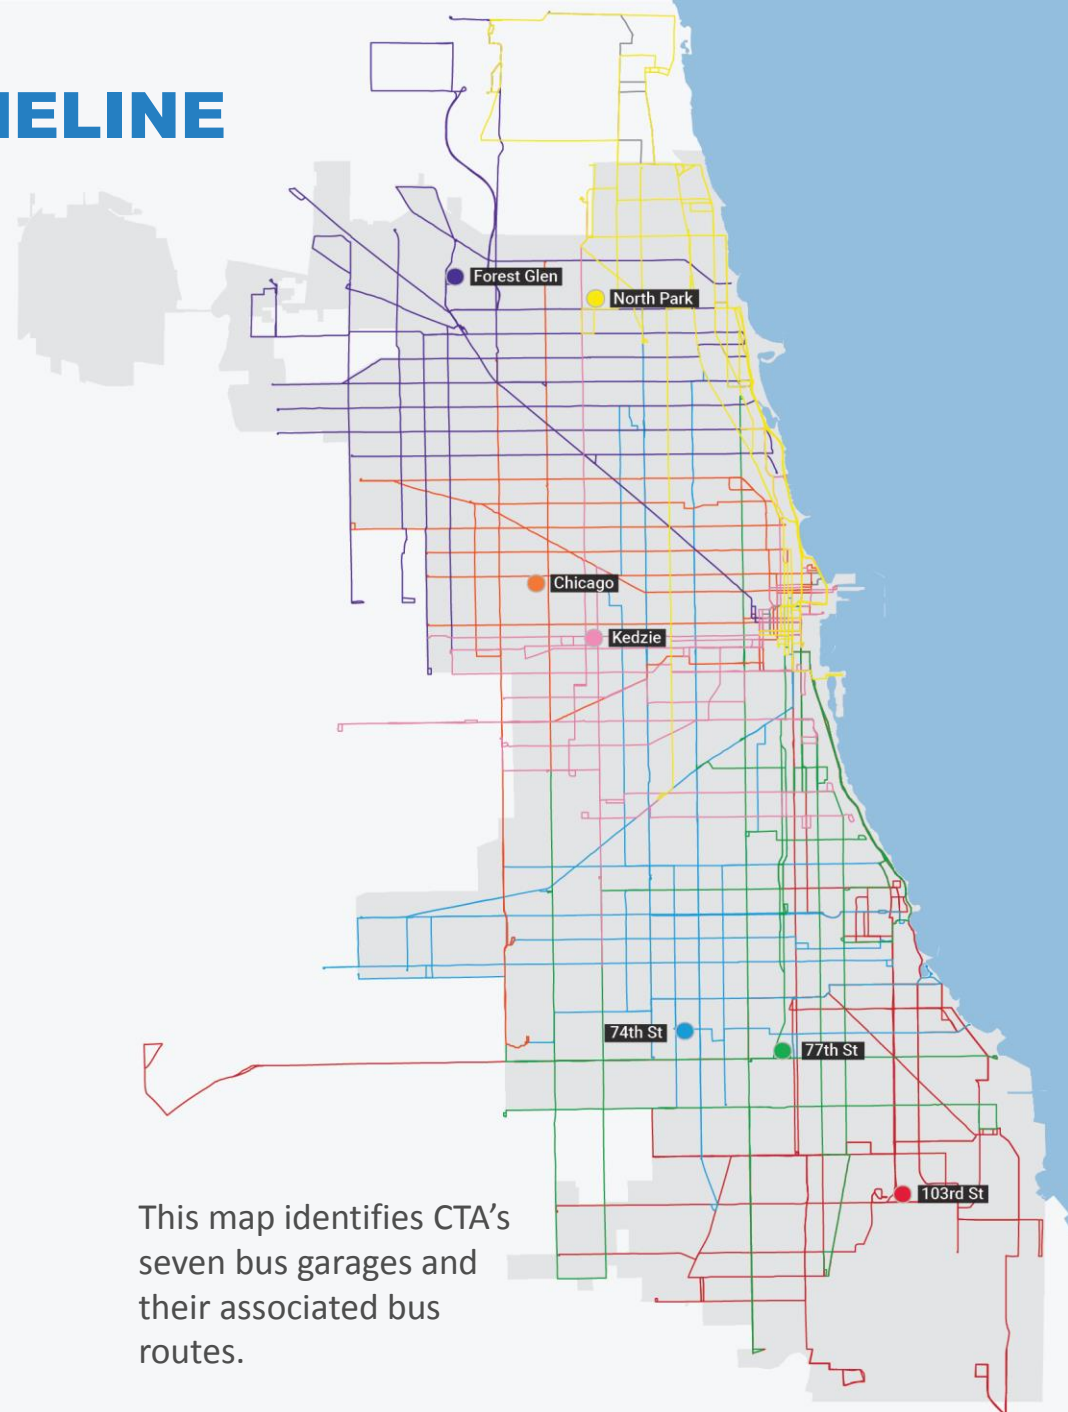 IELINE
Forest Glen
North Park
Chicago
Kedzie
74th St
77th St
103rd St
This map identifies CTA’s
seven bus garages and
their associated bus
routes.